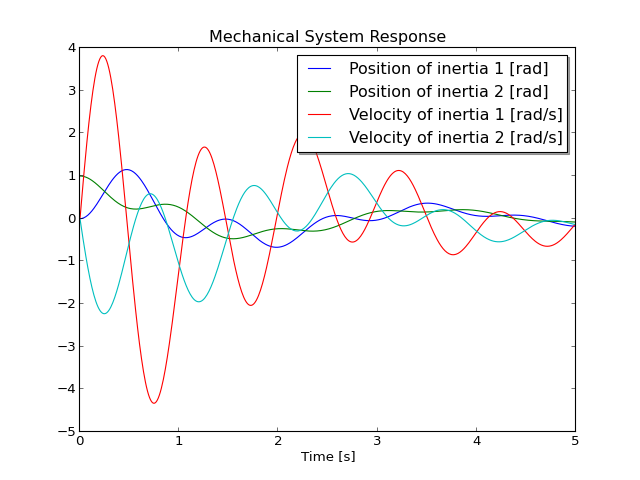 Mechanical System Response
4
3
2
1
0
−1
−2
−3
−4
−5
Position of inertia 1 [rad]
Position of inertia 2 [rad]
Velocity of inertia 1 [rad/s]
Velocity of inertia 2 [rad/s]
0 1 2 3 4 5
Time [s]